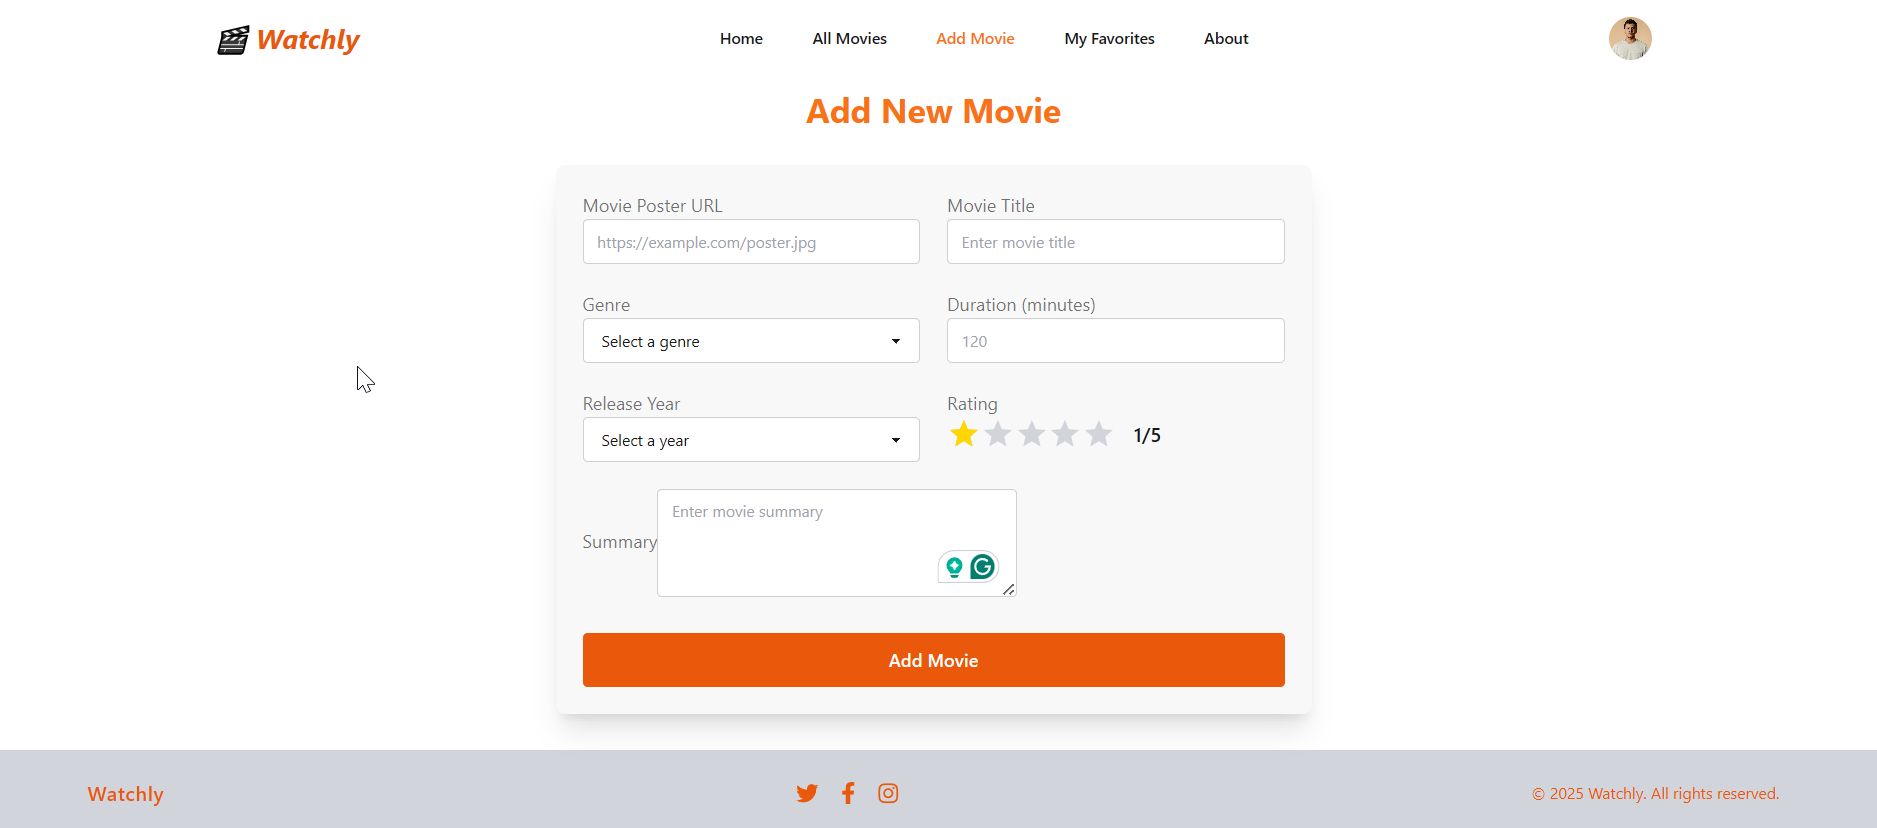 Watchly
Home All Movies Add Movie My Favorites About
Add New Movie
Movie Poster URL Movie Title
https://example.com/poster.jpg Enter movie title
Genre Duration (minutes)
Select a genre 120
Release Year Rating
Select a year 1/5
Enter movie summary
Summary
G
Add Movie
Watchly © 2025 Watchly. All rights reserved.